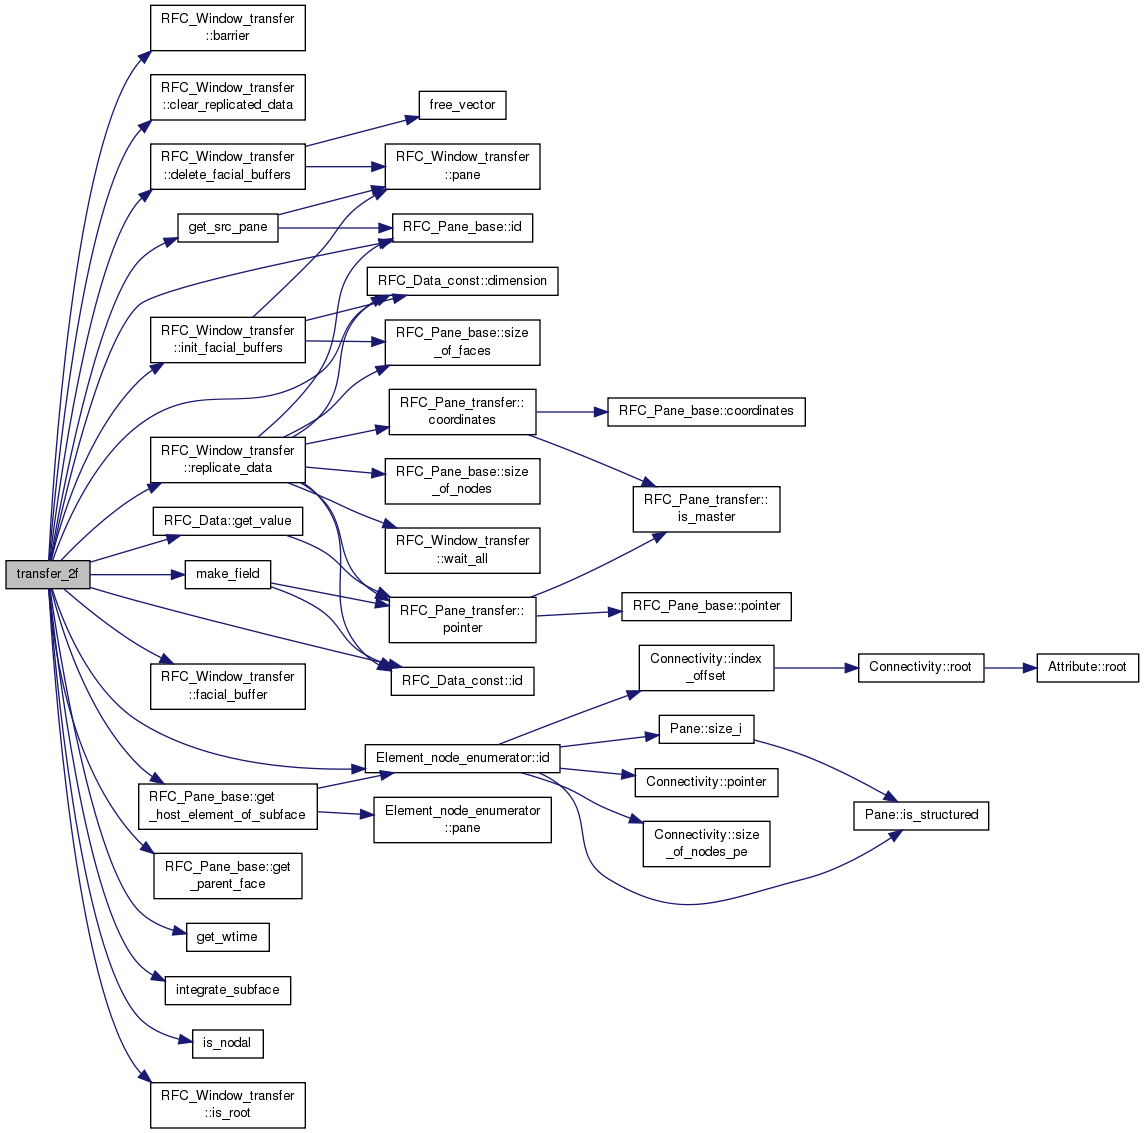 RFC_Window_transfer
::barrier
RFC_Window_transfer
::clear_replicated_data
RFC_Window_transfer
::delete_facial_buffers
free_vector
RFC_Window_transfer
::pane
get_src_pane
RFC_Pane_base::id
RFC_Data_const::dimension
RFC_Window_transfer
::init_facial_buffers
RFC_Pane_base::size
_of_faces
RFC_Pane_transfer::
coordinates
RFC_Pane_base::coordinates
RFC_Window_transfer
::replicate_data
RFC_Pane_base::size
_of_nodes
RFC_Pane_transfer::
is_master
RFC_Data::get_value
RFC_Window_transfer
::wait_all
transfer_2f
make_field
RFC_Pane_transfer::
pointer
RFC_Pane_base::pointer
RFC_Window_transfer
::facial_buffer
RFC_Data_const::id
Connectivity::index
_offset
Connectivity::root
Attribute::root
Pane::size_i
Element_node_enumerator::id
Connectivity::pointer
RFC_Pane_base::get
_host_element_of_subface
Element_node_enumerator
::pane
Pane::is_structured
Connectivity::size
_of_nodes_pe
RFC_Pane_base::get
_parent_face
get_wtime
integrate_subface
is_nodal
RFC_Window_transfer
::is_root